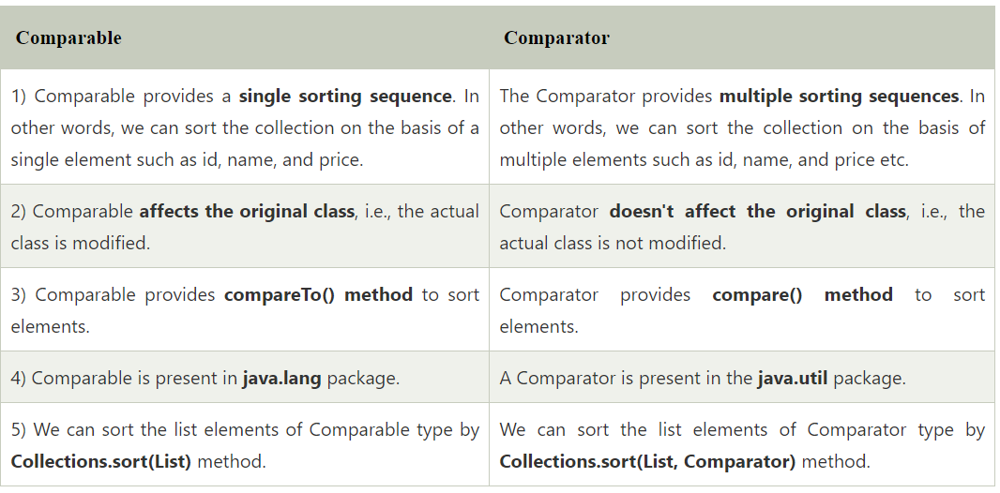 Comparable Comparator
1) Comparable provides a single sorting sequence. In
other words, we can sort the collection on the basis of a
single element such as id, name, and price.
The Comparator provides multiple sorting sequences. In
other words, we can sort the collection on the basis of
multiple elements such as id, name, and price etc.
2) Comparable affects the original class, i.e., the actual
class is modified.
Comparator doesn't affect the original class, i.e., the
actual class is not modified.
3) Comparable provides compareTo() method to sort
elements.
Comparator provides compare() method to sort
elements.
4) Comparable is present in java.lang package.
A Comparator is present in the java.util package.
5) We can sort the list elements of Comparable type by
Collections.sort(List) method.
We can sort the list elements of Comparator type by
Collections.sort(List, Comparator) method.